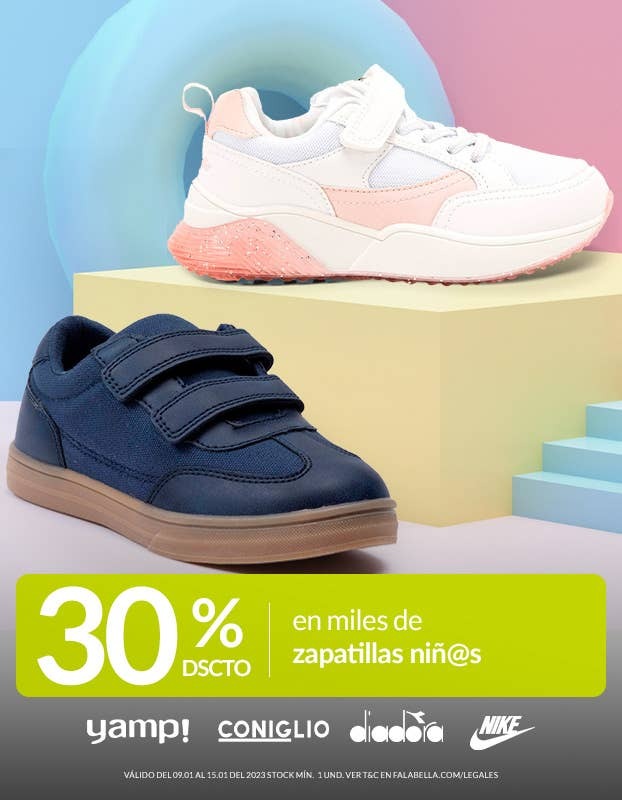 30%
DSCTO
en miles de
zapatillas niñ@s
yamp! CONIGLIO diadora NIKE
VÁLIDO DEL 09.01 AL 15.01 DEL 2023 STOCK MÍN. 1 UND. VER T&C EN FALABELLA.COM/LEGALES